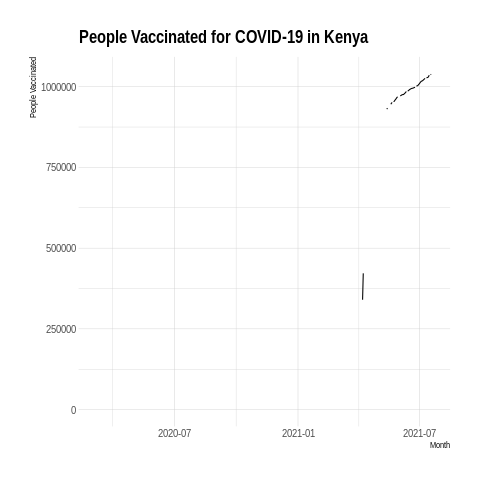 People Vaccinated for COVID-19 in Kenya
People Vaccinated
1000000
750000
500000
250000
0
2020-07 2021-01 2021-07
Month